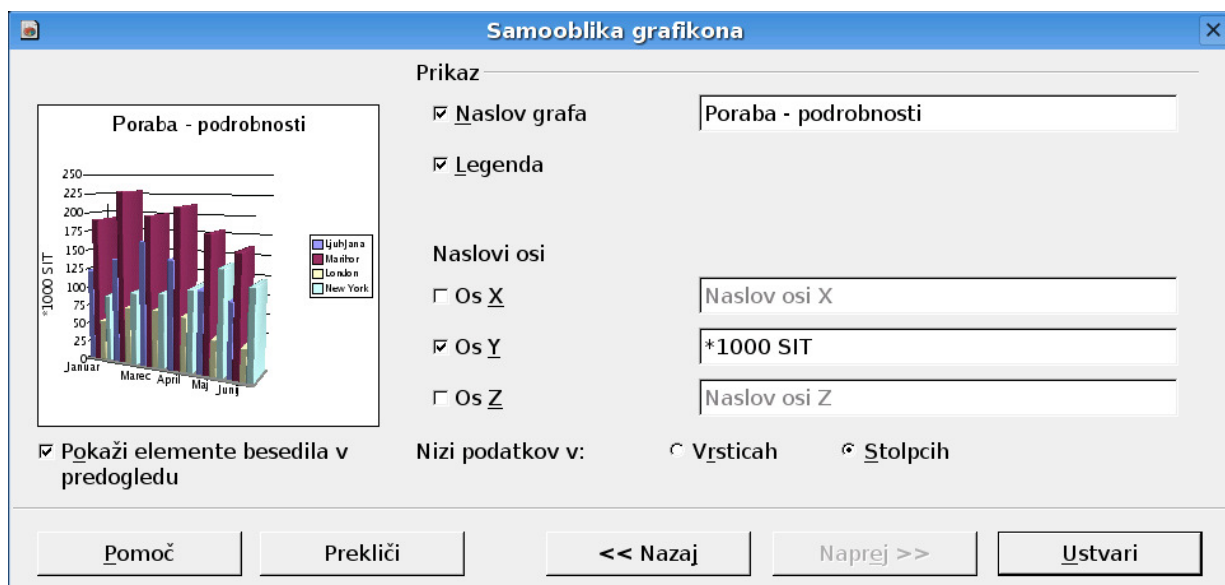 Samooblika grafikona
Prikaz
Naslov grafa
Poraba - podrobnosti
Legenda
Naslovi osi
Os X
Naslov osi X
Os Y
*1000 SIT
Os Z
Naslov osi Z
Nizi podatkov v:
Vrsticah
Stolpcih
Poraba - podrobnosti
250
225
200
175
150
125
100
75
50
25
0
*1000 SIT
Januar
Marec
April
Maj
Junij
Ljubljana
Maribor
London
New York
Pokaži elemente besedila v
predogledu
Pomoč
Prekliči
<< Nazaj
Naprej >>
Ustvari